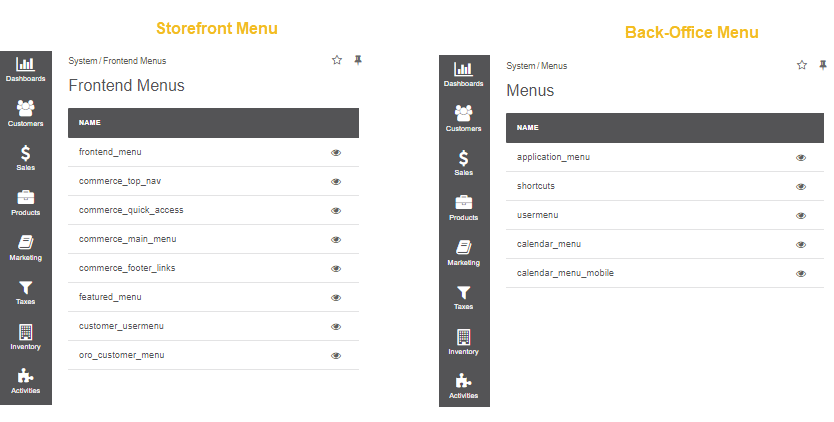 Storefront Menu
System / Frontend Menus
Frontend Menus
NAME
frontend_menu
commerce_top_nav
commerce_quick_access
commerce_main_menu
commerce_footer_links
featured_menu
customer_usermenu
oro_customer_menu
Dashboards
Customers
Sales
Products
Marketing
Taxes
Inventory
Activities
Back-Office Menu
System / Menus
Menus
NAME
application_menu
shortcuts
usermenu
calendar_menu
calendar_menu_mobile
Dashboards
Customers
Sales
Products
Marketing
Taxes
Inventory
Activities